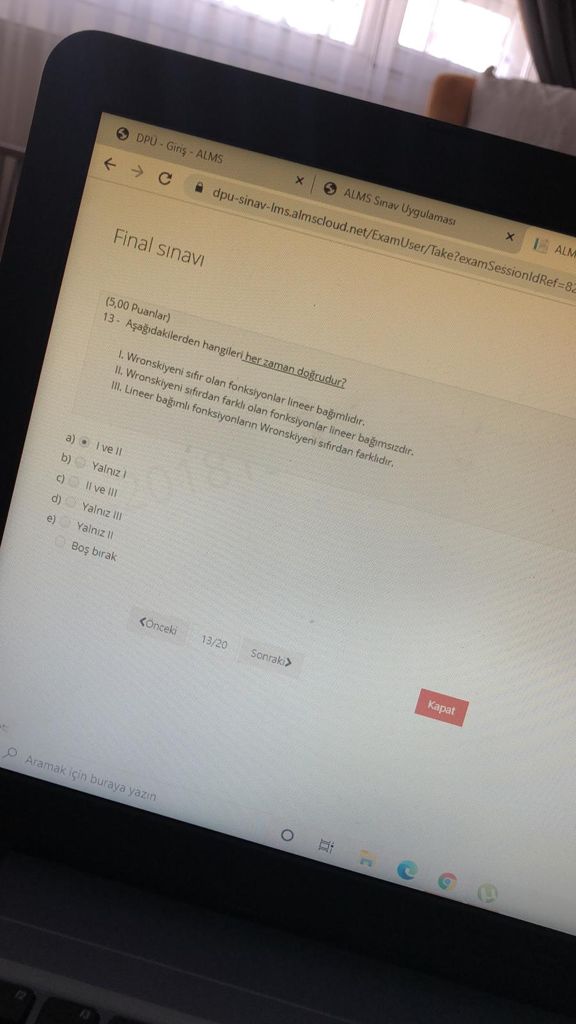 DPÜ - Giriş - ALMS
ALMS Sınav Uygulaması
ALM
dpu-sinav-lms.almscloud.net/ExamUser/Take?examSessionIdRef=82
Final sınavı
(5,00 Puanlar)
13 - Aşağıdakilerden hangileri her zaman doğrudur?
I. Wronskiyeni sıfır olan fonksiyonlar lineer bağımlıdır.
II. Wronskiyeni sıfırdan farklı olan fonksiyonlar lineer bağımsızdır.
III. Lineer bağımlı fonksiyonların Wronskiyeni sıfırdan farklıdır.
a) I ve II
b) Yalnız I
c) II ve III
d) Yalnız III
e) Yalnız II
Boş bırak
Önceki 13/20 Sonraki
Kapat
Aramak için buraya yazın